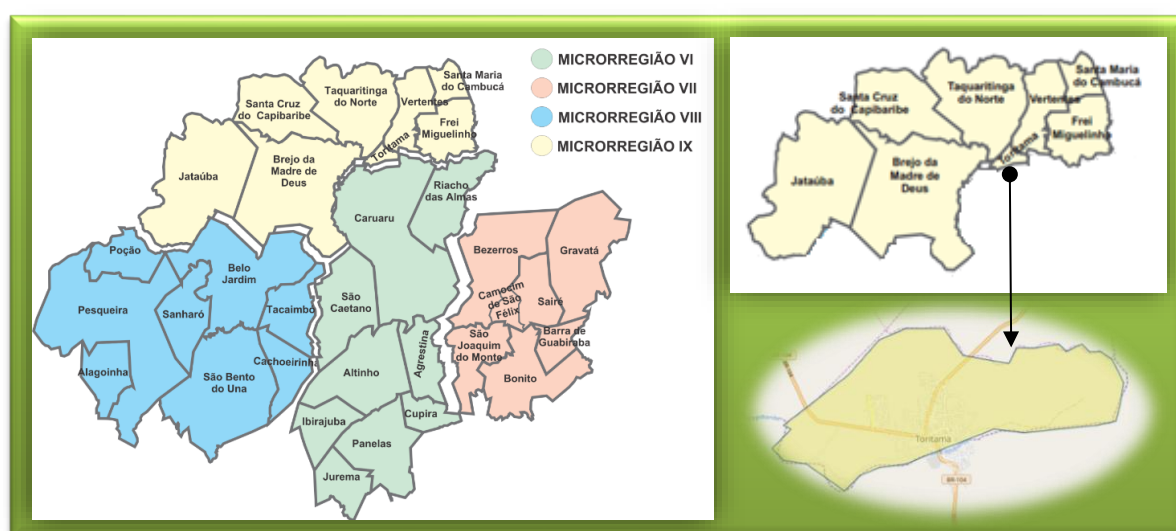 MICRORREGIÃO VI
MICRORREGIÃO VII
MICRORREGIÃO VIII
MICRORREGIÃO IX
Santa Maria
do Cambucá
Taquaritinga
do Norte
Vertentes
Santa Cruz
do Capibaribe
Frei
Miguelinho
Toritama
Jataúba
Brejo da
Madre de
Deus
Riacho
das Almas
Caruaru
Poção
Belo
Jardim
Bezerros
Gravatá
Pesqueira
Sanharó
Tacaimbó
São
Caetano
Camocim
de São
Félix
Sairé
São
Joaquim
do Monte
Barra de
Guabiraba
Alagoinha
São Bento
do Una
Cachoeirinha
Altinho
Agrestina
Bonito
Ibirajuba
Cupira
Panelas
Jurema
Santa Maria
do Cambucá
Taquaritinga
do Norte
Santa Cruz
do Capibaribe
Vertentes
Frei
Miguelinho
Toritama
Brejo da
Madre de
Deus
Jataúba
Toritama
BR-104